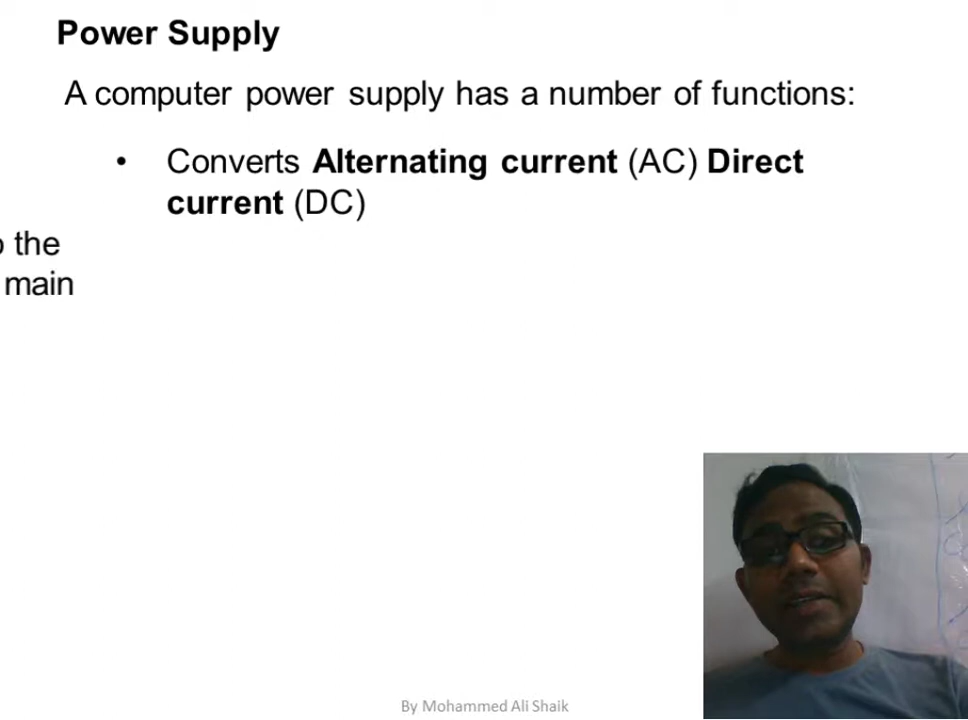 Power Supply
A computer power supply has a number of functions:
• Converts Alternating current (AC) Direct
current (DC)
the
main
By Mohammed Ali Shaik